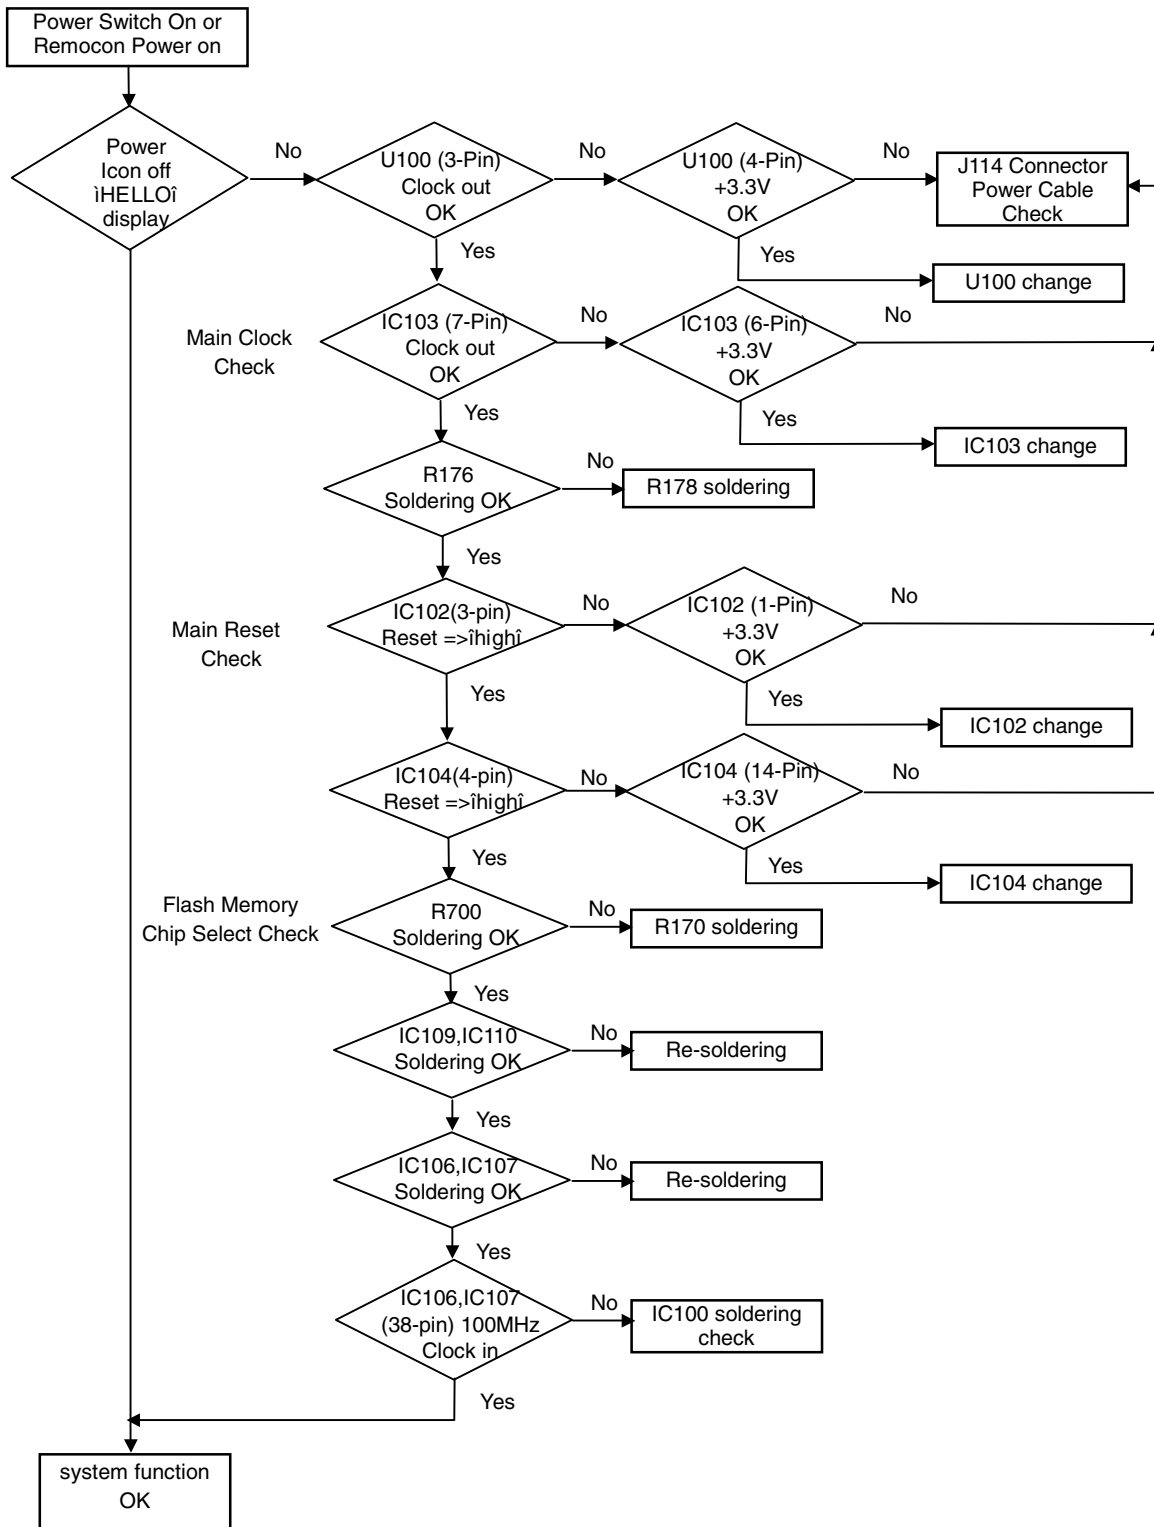 Power Switch On or
Remocon Power on
Power
Icon off
ìHELLOî
display
No
U100 (3-Pin)
Clock out
OK
No
U100 (4-Pin)
+3.3V
OK
No
J114 Connector
Power Cable
Check
Yes
Yes
U100 change
Main Clock
Check
IC103 (7-Pin)
Clock out
OK
No
IC103 (6-Pin)
+3.3V
OK
No
Yes
Yes
IC103 change
R176
Soldering OK
No
R178 soldering
Yes
Main Reset
Check
IC102(3-pin)
Reset =>îhighî
No
IC102 (1-Pin)
+3.3V
OK
No
Yes
Yes
IC102 change
IC104(4-pin)
Reset =>îhighî
No
IC104 (14-Pin)
+3.3V
OK
No
Yes
Yes
IC104 change
Flash Memory
Chip Select Check
R700
Soldering OK
No
R170 soldering
Yes
IC109,IC110
Soldering OK
No
Re-soldering
Yes
IC106,IC107
Soldering OK
No
Re-soldering
Yes
IC106,IC107
(38-pin) 100MHz
Clock in
No
IC100 soldering
check
Yes
system function
OK